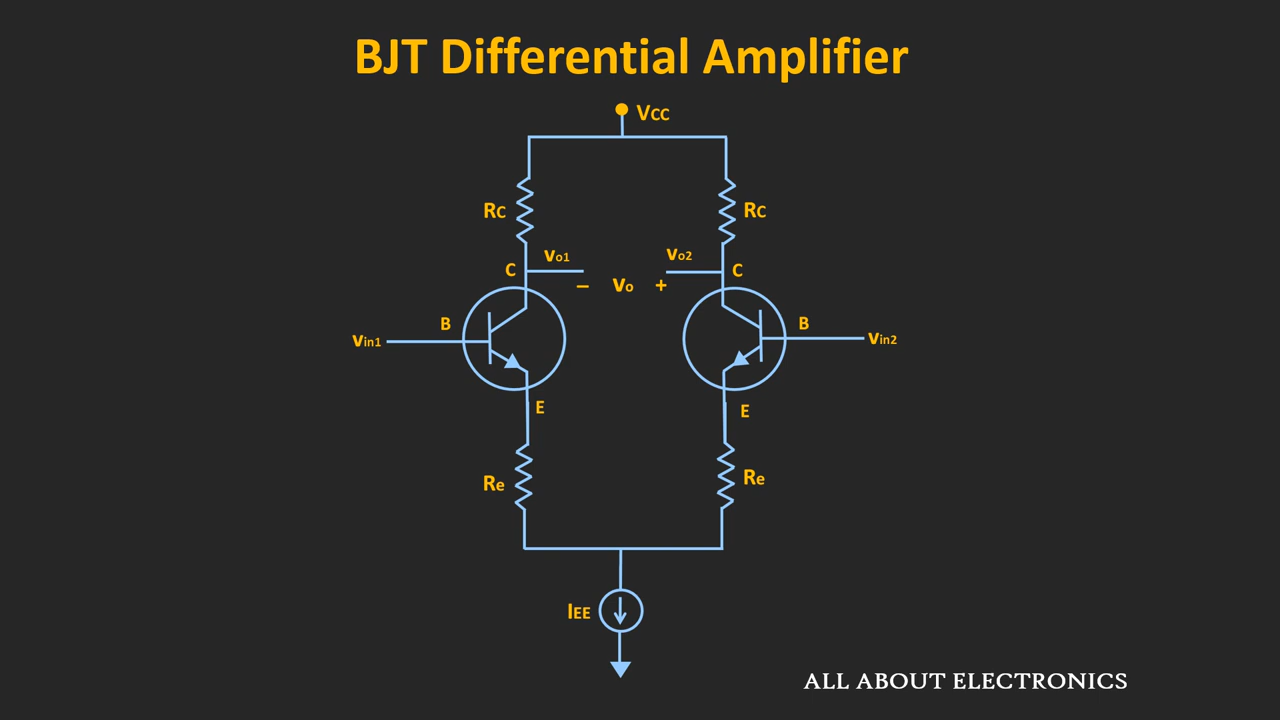 BJT Differential Amplifier
VCC
RC RC
vo1 vo2
C C
– vo +
B B
vin1 vin2
E E
Re Re
IEE
ALL ABOUT ELECTRONICS